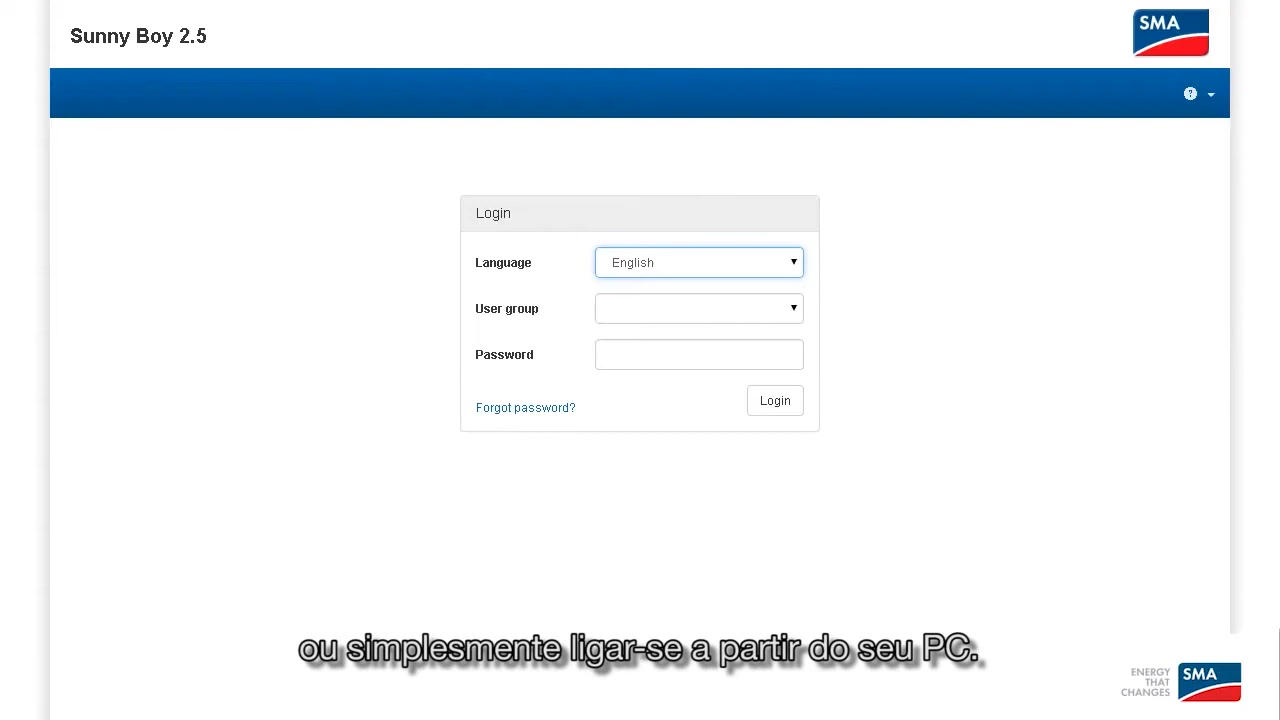 Sunny Boy 2.5
SMA
?
Login
Language
English
User group
Password
Forgot password?
Login
ou simplesmente ligar-se a partir do seu PC.
ENERGY
THAT
CHANGES
SMA